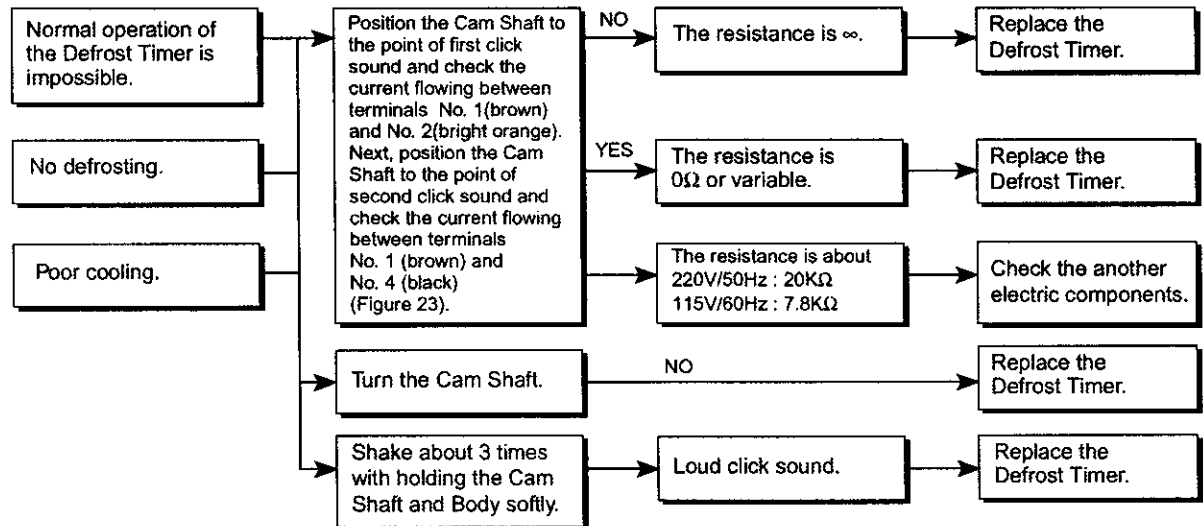 Normal operation of
the Defrost Timer is
impossible.
No defrosting.
Poor cooling.
Position the Cam Shaft to
the point of first click
sound and check the
current flowing between
terminals No. 1(brown)
and No. 2(bright orange).
Next, position the Cam
Shaft to the point of
second click sound and
check the current flowing
between terminals
No. 1 (brown) and
No. 4 (black)
(Figure 23).
NO
The resistance is ∞.
Replace the
Defrost Timer.
YES
The resistance is
0Ω or variable.
Replace the
Defrost Timer.
The resistance is about
220V/50Hz : 20KΩ
115V/60Hz : 7.8KΩ
Check the another
electric components.
Turn the Cam Shaft.
NO
Replace the
Defrost Timer.
Shake about 3 times
with holding the Cam
Shaft and Body softly.
Loud click sound.
Replace the
Defrost Timer.